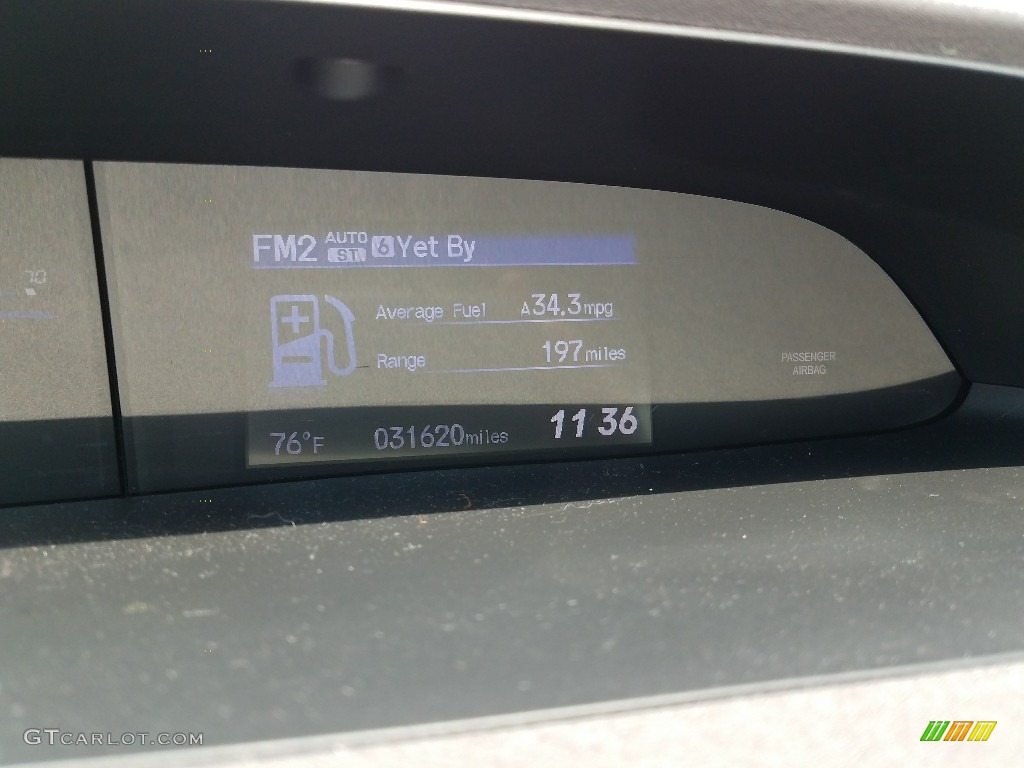 70
FM2 AUTO ST 6 Yet By
Average Fuel A34.3mpg
Range 197miles
PASSENGER
AIRBAG
76°F 031620miles 11 36
GTCARLOT.COM